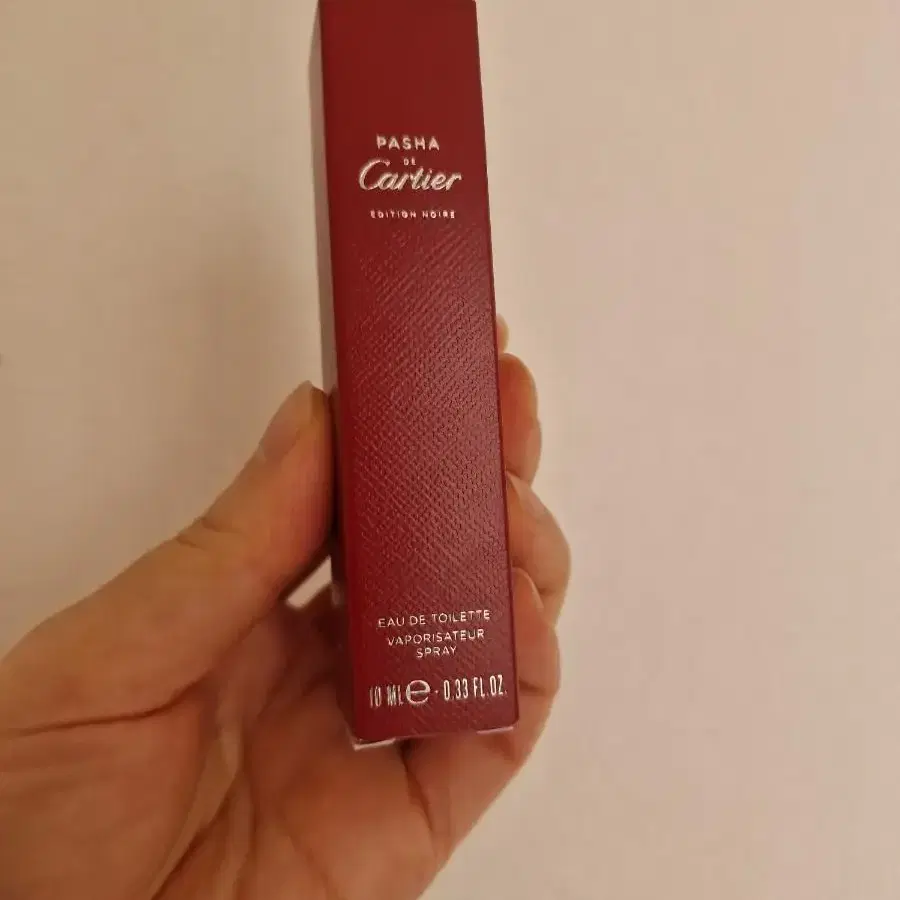 PASHA
DE
Cartier
EDITION NOIRE
EAU DE TOILETTE
VAPORISATEUR
SPRAY
10 ML e - 0.33 FL.OZ.